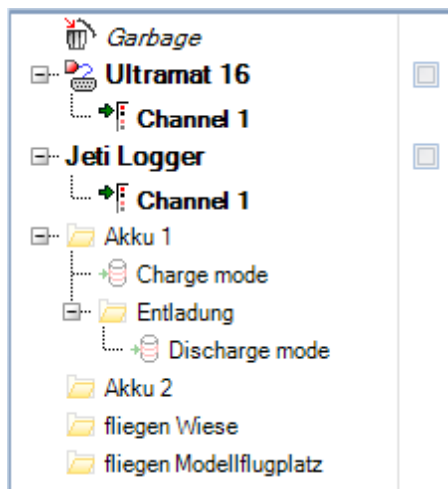 Garbage
Ultramat 16
Channel 1
Jeti Logger
Channel 1
Akku 1
Charge mode
Entladung
Discharge mode
Akku 2
fliegen Wiese
fliegen Modellflugplatz